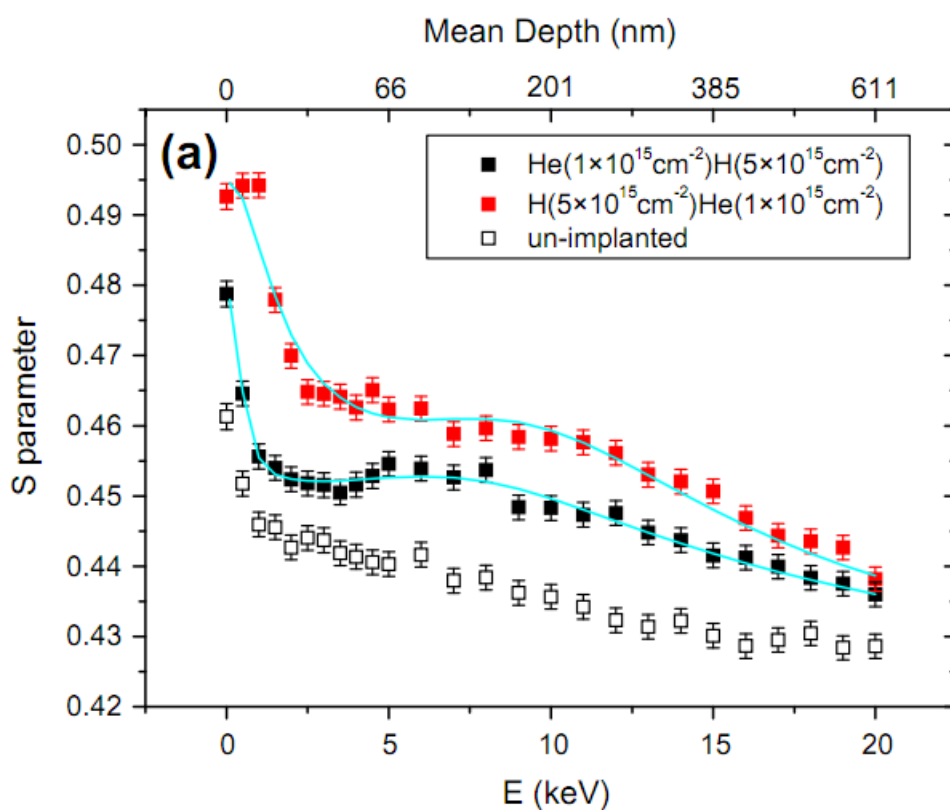 Mean Depth (nm)
0 66 201 385 611
(a)
He(1×10¹⁵cm⁻²)H(5×10¹⁵cm⁻²)
H(5×10¹⁵cm⁻²)He(1×10¹⁵cm⁻²)
un-implanted
0.50
0.49
0.48
0.47
0.46
0.45
0.44
0.43
0.42
S parameter
0 5 10 15 20
E (keV)